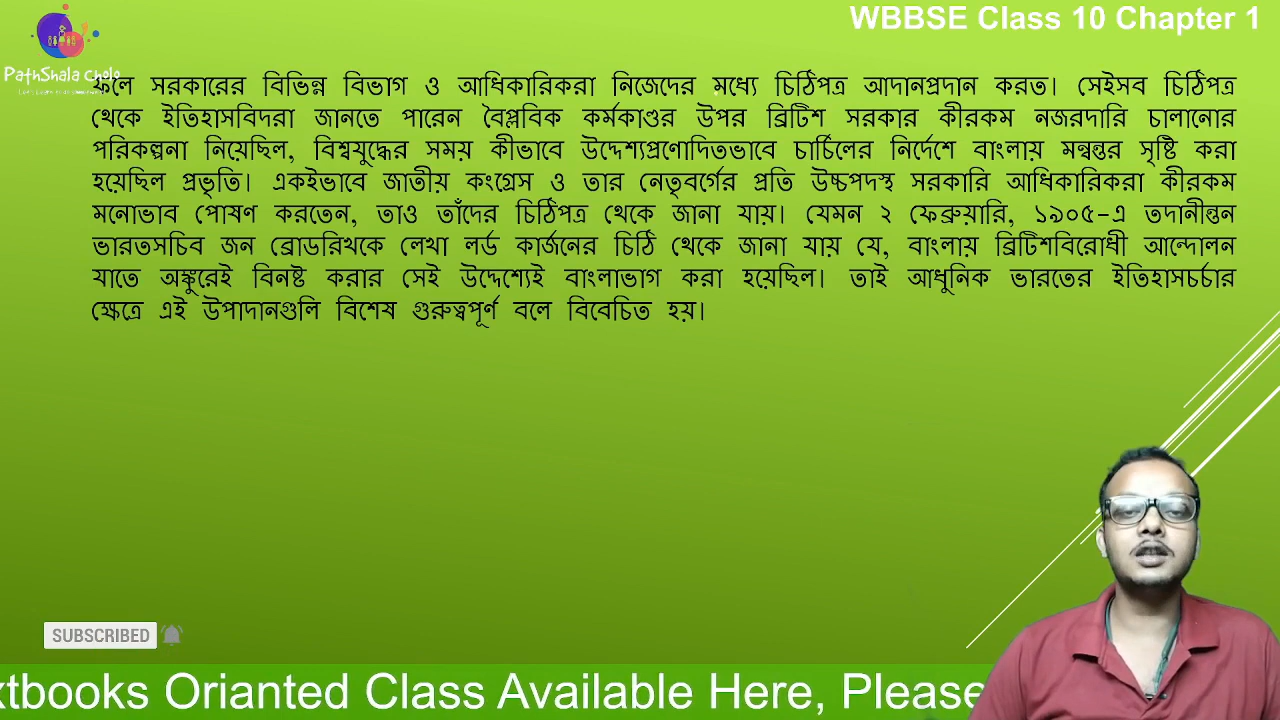 WBBSE Class 10 Chapter 1
PathShala Cholo
ফলে সরকারের বিভিন্ন বিভাগ ও আধিকারিকরা নিজেদের মধ্যে চিঠিপত্র আদানপ্রদান করত। সেইসব চিঠিপত্র
থেকে ইতিহাসবিদরা জানতে পারেন বৈপ্লবিক কর্মকাণ্ডের উপর ব্রিটিশ সরকার কীরকম নজরদারি চালানোর
পরিকল্পনা নিয়েছিল, বিশ্বযুদ্ধের সময় কীভাবে উদ্দেশ্যপ্রণোদিতভাবে চার্চিলের নির্দেশে বাংলায় মন্বন্তর সৃষ্টি করা
হয়েছিল প্রভৃতি। একইভাবে জাতীয় কংগ্রেস ও তার নেতৃবর্গের প্রতি উচ্চপদস্থ সরকারি আধিকারিকরা কীরকম
মনোভাব পোষণ করতেন, তাও তাঁদের চিঠিপত্র থেকে জানা যায়। যেমন ২ ফেব্রুয়ারি, ১৯০৫-এ তদানীন্তন
ভারতসচিব জন ব্রোডরিখকে লেখা লর্ড কার্জনের চিঠি থেকে জানা যায় যে, বাংলায় ব্রিটিশবিরোধী আন্দোলন
যাতে অঙ্কুরেই বিনষ্ট করার সেই উদ্দেশ্যেই বাংলাভাগ করা হয়েছিল। তাই আধুনিক ভারতের ইতিহাসচর্চার
ক্ষেত্রে এই উপাদানগুলি বিশেষ গুরুত্বপূর্ণ বলে বিবেচিত হয়।
SUBSCRIBED
xtbooks Orianted Class Available Here, Please